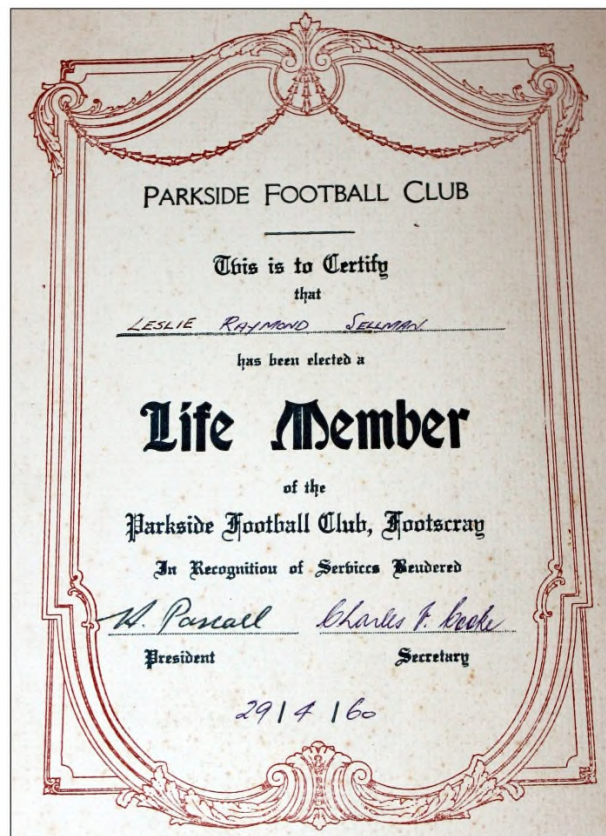 PARKSIDE FOOTBALL CLUB
This is to Certify
that
LESLIE RAYMOND SELLMAN
has been elected a
Life Member
of the
Parkside Football Club, Footscray
In Recognition of Services Rendered
H. Pascall Charles F. Cooke
President Secretary
29/4/60